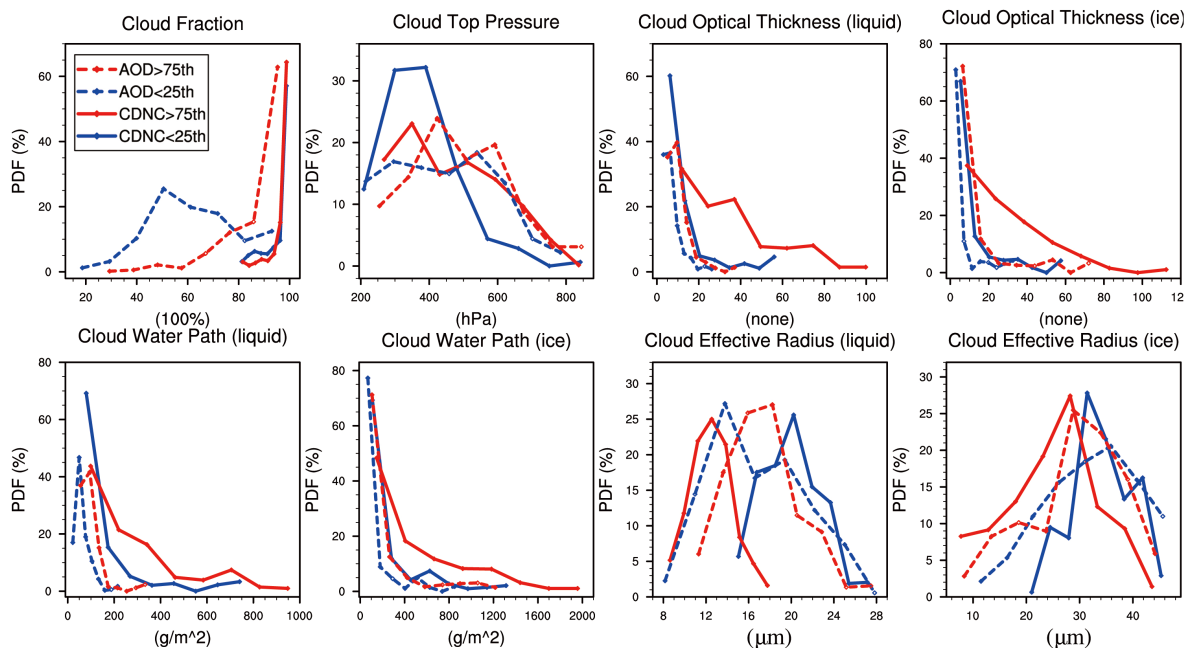 Cloud Fraction
PDF (%)
60
40
20
0
AOD>75th
AOD<25th
CDNC>75th
CDNC<25th
20 40 60 80 100
(100%)
Cloud Top Pressure
PDF (%)
30
20
10
0
200 400 600 800
(hPa)
Cloud Optical Thickness (liquid)
PDF (%)
60
40
20
0
0 20 40 60 80 100
(none)
Cloud Optical Thickness (ice)
PDF (%)
80
60
40
20
0
0 20 40 60 80 100 12
(none)
Cloud Water Path (liquid)
PDF (%)
80
60
40
20
0
0 200 400 600 800 1000
(g/m^2)
Cloud Water Path (ice)
PDF (%)
80
60
40
20
0
0 400 800 1200 1600 2000
(g/m^2)
Cloud Effective Radius (liquid)
PDF (%)
30
25
20
15
10
5
0
8 12 16 20 24 28
(μm)
Cloud Effective Radius (ice)
PDF (%)
30
25
20
15
10
5
0
10 20 30 40
(μm)